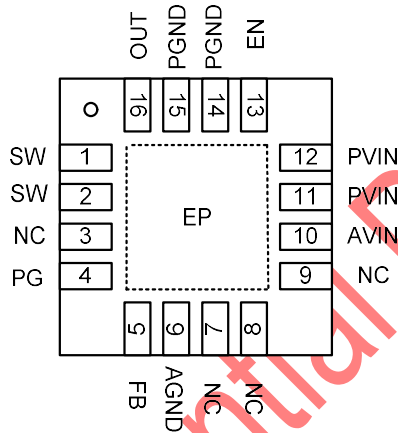 OUT PGND PGND EN
16 15 14 13
SW 1 12 PVIN
SW 2 11 PVIN
NC 3 EP 10 AVIN
PG 4 9 NC
5 6 7 8
FB AGND NC NC
ntial